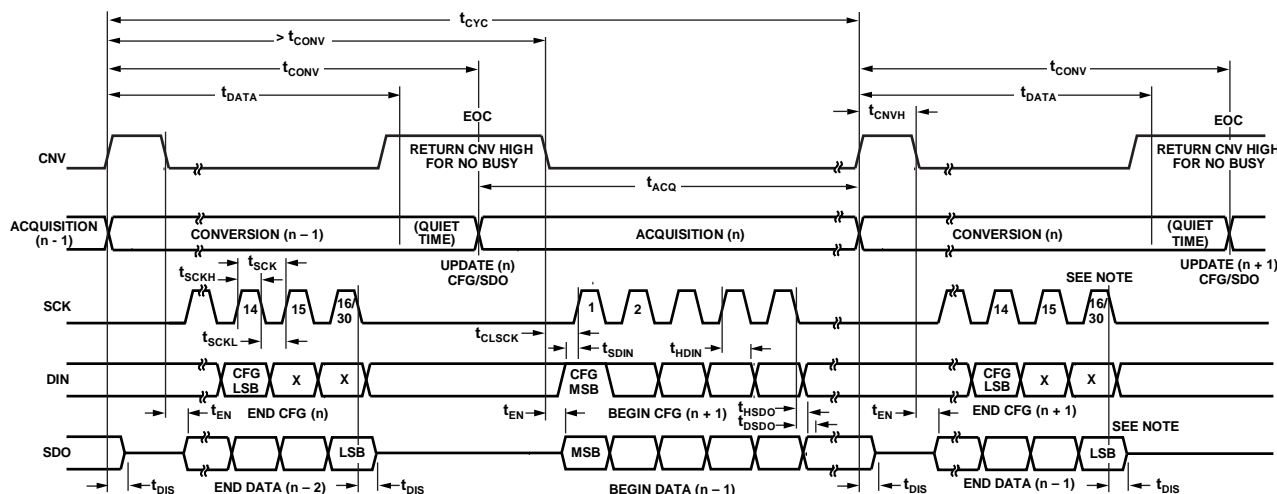 tCYC
> tCONV
tCONV
tCONV
tDATA
tDATA
tCNVH
EOC
EOC
CNV
RETURN CNV HIGH
FOR NO BUSY
RETURN CNV HIGH
FOR NO BUSY
tACQ
ACQUISITION
(n - 1)
CONVERSION (n – 1)
(QUIET
TIME)
ACQUISITION (n)
CONVERSION (n)
(QUIET
TIME)
UPDATE (n)
CFG/SDO
UPDATE (n + 1)
CFG/SDO
tSCK
tSCKH
SEE NOTE
SCK
14
15
16/
30
1
2
14
15
16/
30
tSCKL
tCLSCK
tSDIN
tHDIN
DIN
CFG
LSB
X
X
CFG
MSB
CFG
LSB
X
X
tEN
END CFG (n)
tEN
BEGIN CFG (n + 1)
tHSDO
tDSDO
tEN
END CFG (n + 1)
SEE NOTE
SDO
LSB
MSB
LSB
tDIS
END DATA (n – 2)
tDIS
BEGIN DATA (n – 1)
tDIS
END DATA (n – 1)
tDIS